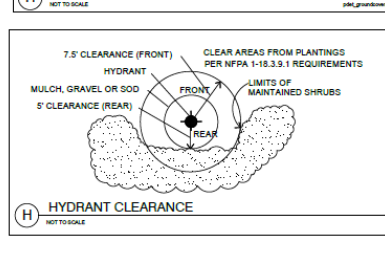 NOT TO SCALE
pdet_groundcover
7.5' CLEARANCE (FRONT)
HYDRANT
MULCH, GRAVEL OR SOD
5' CLEARANCE (REAR)
CLEAR AREAS FROM PLANTINGS
PER NFPA 1-18.3.9.1 REQUIREMENTS
LIMITS OF
MAINTAINED SHRUBS
FRONT
REAR
H
HYDRANT CLEARANCE
NOT TO SCALE